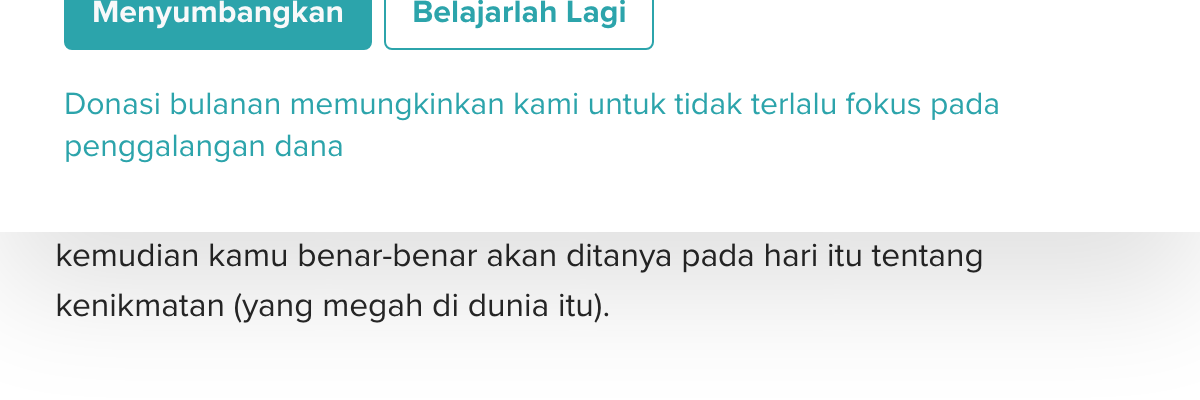 Menyumbangkan
Belajarlah Lagi
Donasi bulanan memungkinkan kami untuk tidak terlalu fokus pada
penggalangan dana
kemudian kamu benar-benar akan ditanya pada hari itu tentang
kenikmatan (yang megah di dunia itu).